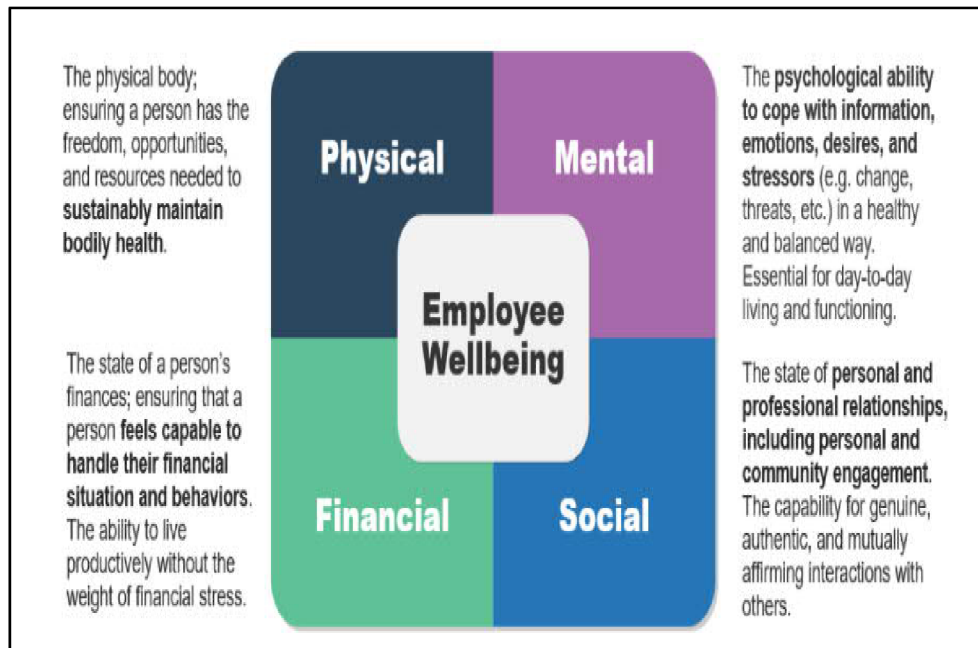 The physical body;
ensuring a person has the
freedom, opportunities,
and resources needed to
sustainably maintain
bodily health.
Physical
Mental
The psychological ability
to cope with information,
emotions, desires, and
stressors (e.g. change,
threats, etc.) in a healthy
and balanced way.
Essential for day-to-day
living and functioning.
Employee
Wellbeing
The state of a person's
finances; ensuring that a
person feels capable to
handle their financial
situation and behaviors.
The ability to live
productively without the
weight of financial stress.
Financial
Social
The state of personal and
professional relationships,
including personal and
community engagement.
The capability for genuine,
authentic, and mutually
affirming interactions with
others.